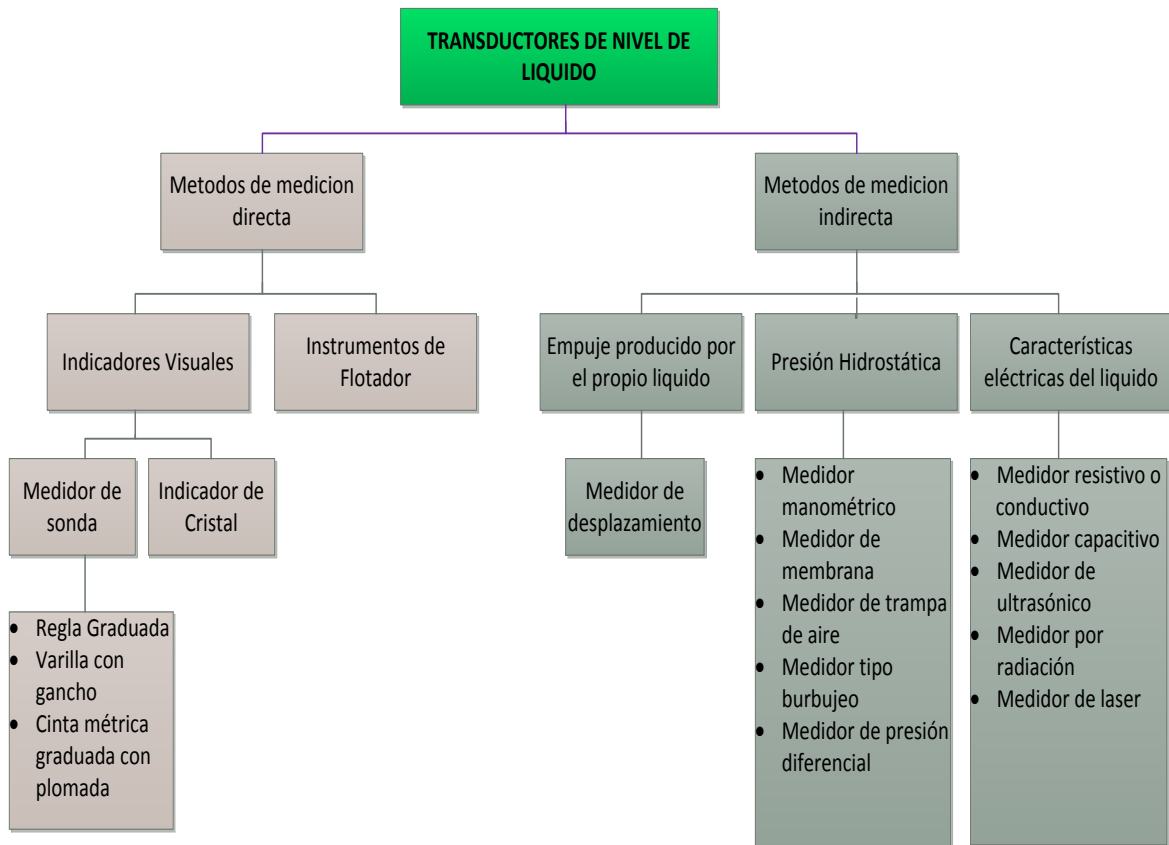 TRANSDUCTORES DE NIVEL DE
LIQUIDO
Metodos de medicion
directa
Metodos de medicion
indirecta
Indicadores Visuales
Instrumentos de
Flotador
Empuje producido por
el propio liquido
Presión Hidrostática
Características
eléctricas del liquido
Medidor de
sonda
Indicador de
Cristal
Medidor de
desplazamiento
• Medidor
manométrico
• Medidor de
membrana
• Medidor de trampa
de aire
• Medidor tipo
burbujeo
• Medidor de presión
diferencial
• Medidor resistivo o
conductivo
• Medidor capacitivo
• Medidor de
ultrasónico
• Medidor por
radiación
• Medidor de laser
• Regla Graduada
• Varilla con
gancho
• Cinta métrica
graduada con
plomada